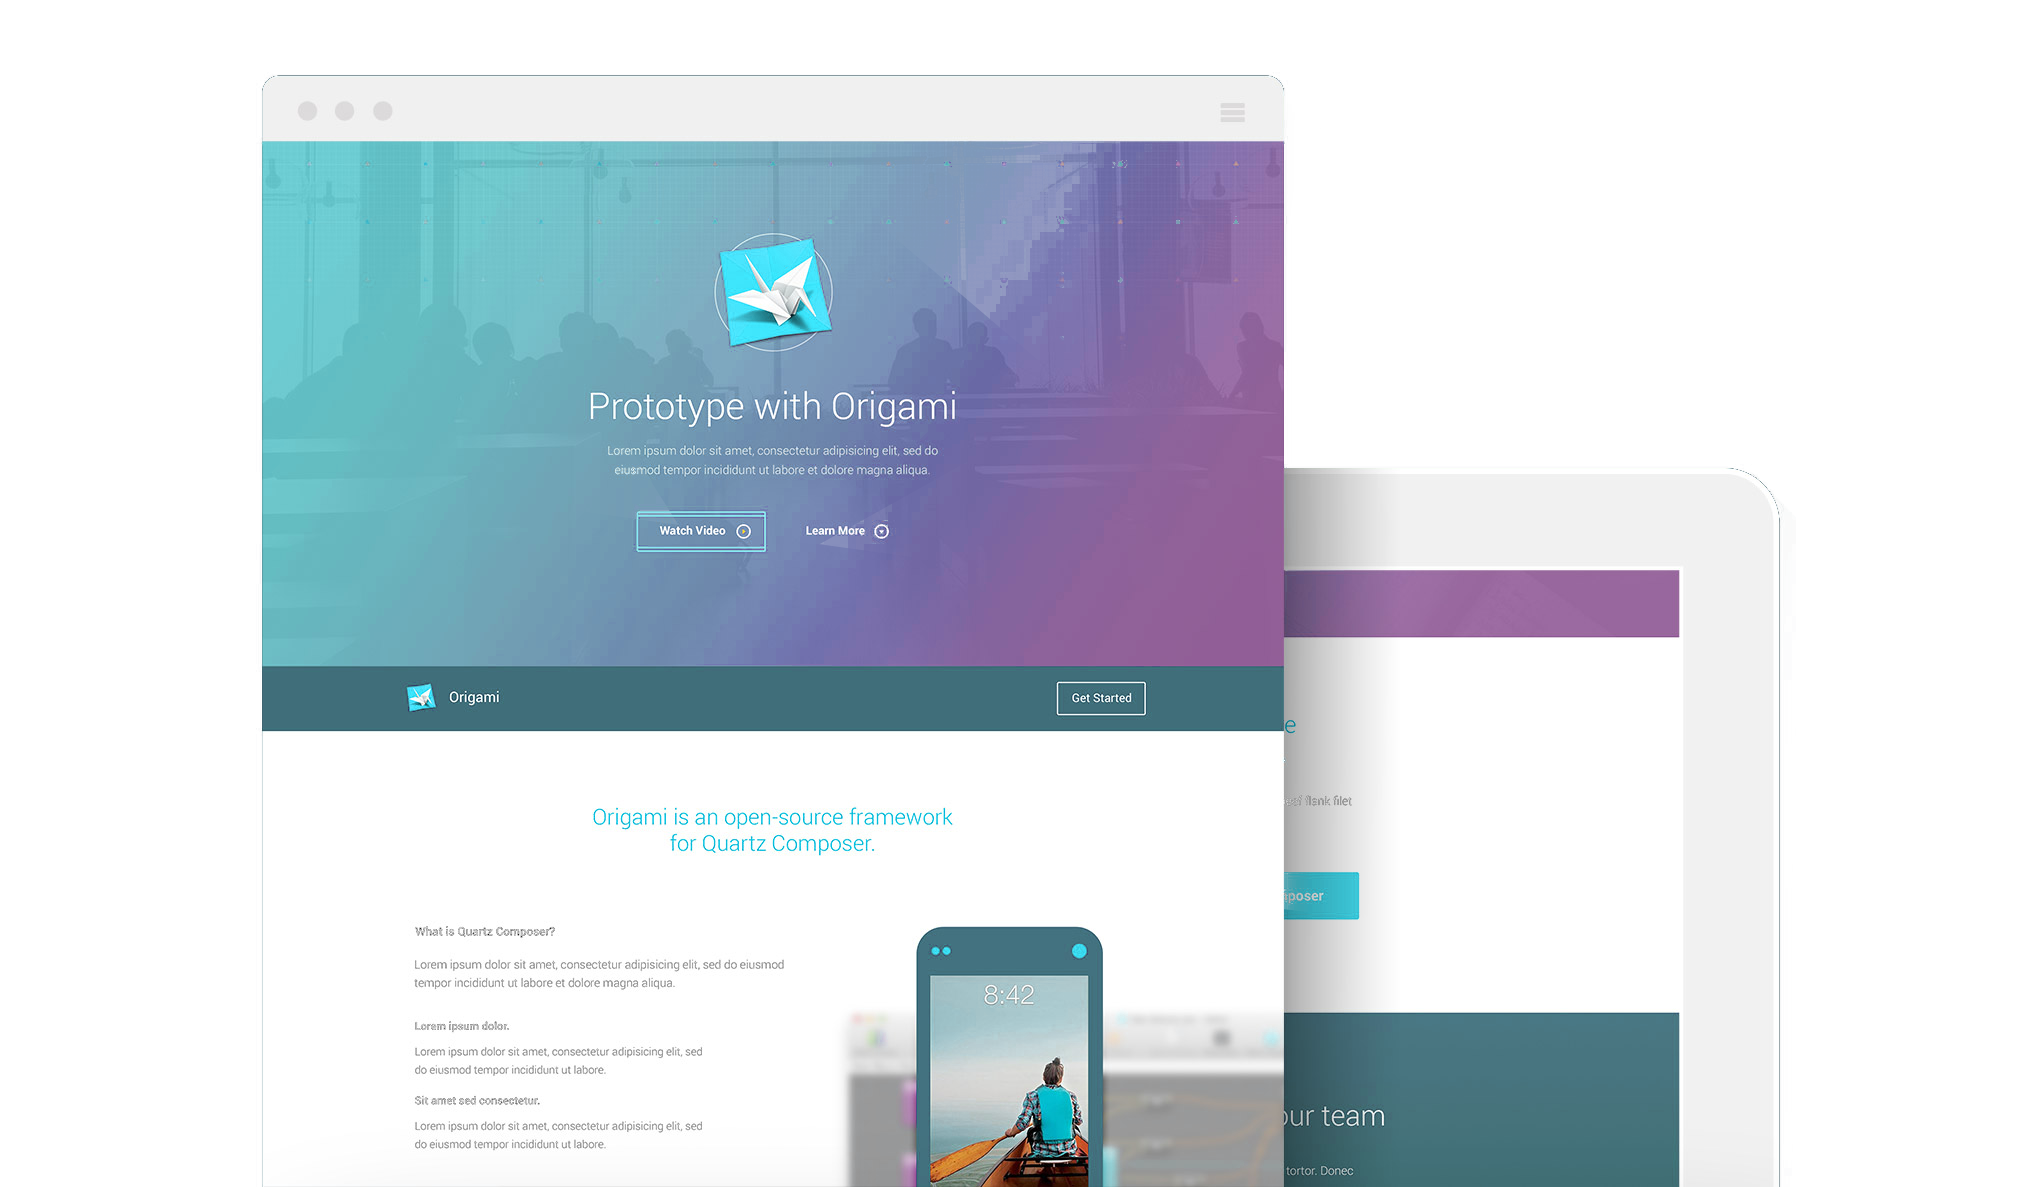 Prototype with Origami
Lorem ipsum dolor sit amet, consectetur adipisicing elit, sed do
eiusmod tempor incididunt ut labore et dolore magna aliqua.
Watch Video
Learn More
Origami
Get Started
Origami is an open-source framework
for Quartz Composer.
What is Quartz Composer?
Lorem ipsum dolor sit amet, consectetur adipisicing elit, sed do eiusmod
tempor incididunt ut labore et dolore magna aliqua.
Lorem ipsum dolor.
Lorem ipsum dolor sit amet, consectetur adipisicing elit, sed
do eiusmod tempor incididunt ut labore.
Sit amet sed consectetur.
Lorem ipsum dolor sit amet, consectetur adipisicing elit, sed
do eiusmod tempor incididunt ut labore.
8:42
e
flank filet
poser
our team
tortor. Donec